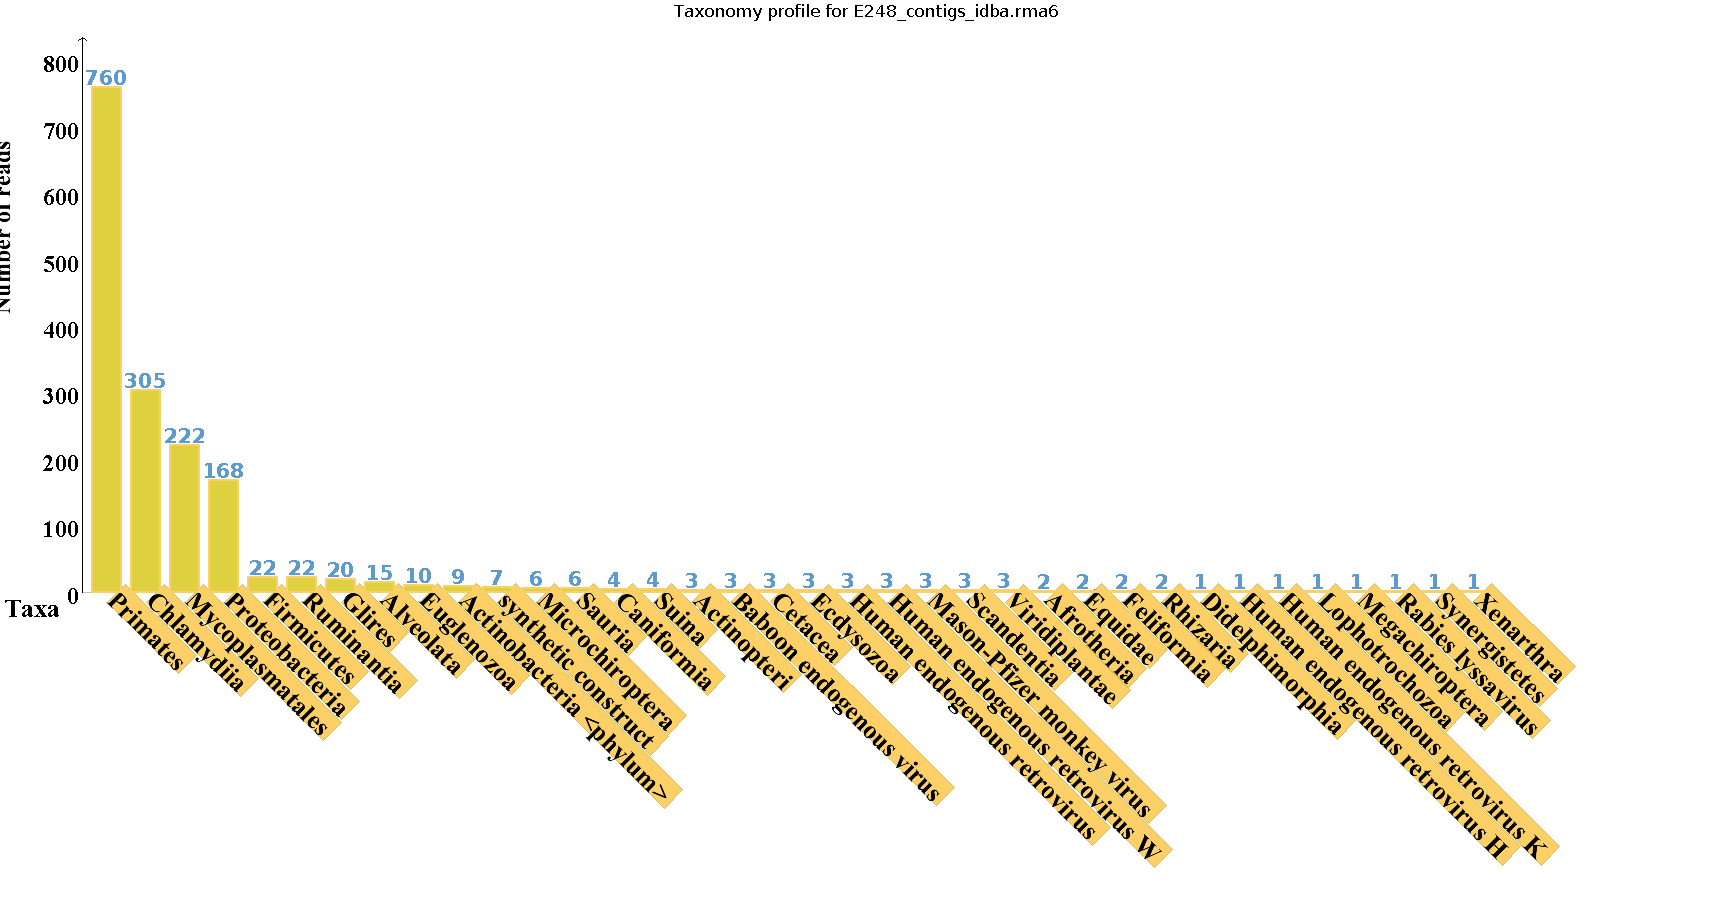 Taxonomy profile for E248_contigs_idba.rma6
Number of reads
800
700
600
500
400
300
200
100
0
760
305
222
168
22
22
20
15
10
9
7
6
6
4
4
3
3
3
3
3
3
3
3
3
2
2
2
2
1
1
1
1
1
1
1
1
Taxa
Primates
Chlamydiia
Mycoplasmatales
Proteobacteria
Firmicutes
Ruminantia
Glires
Alveolata
Euglenozoa
Actinobacteria <phylum>
synthetic construct
Microchiroptera
Sauria
Caniformia
Suina
Actinopteri
Baboon endogenous virus
Cetacea
Ecdysozoa
Human endogenous retrovirus
Human endogenous retrovirus W
Mason-Pfizer monkey virus
Scandentia
Viridiplantae
Afrotheria
Equidae
Feliformia
Rhizaria
Didelphimorphia
Human endogenous retrovirus H
Human endogenous retrovirus K
Lophotrochozoa
Megachiroptera
Rabies lyssavirus
Synergistetes
Xenarthra